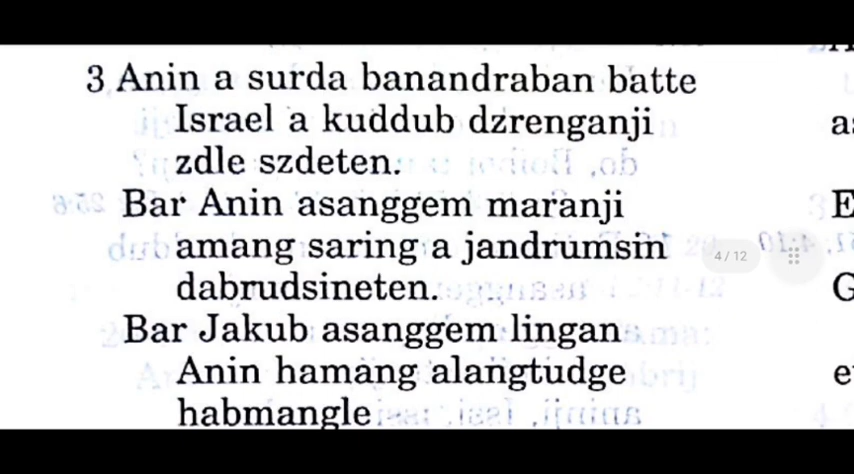 3 Anin a surda banandraban batte
Israel a kuddub dzrenganji
zdle szdeten.
Bar Anin asanggem maranji
amang saring a jandrumsin
dabrudsineten.
Bar Jakub asanggem lingan
Anin hamang alangtudge
habmangle
4 / 12